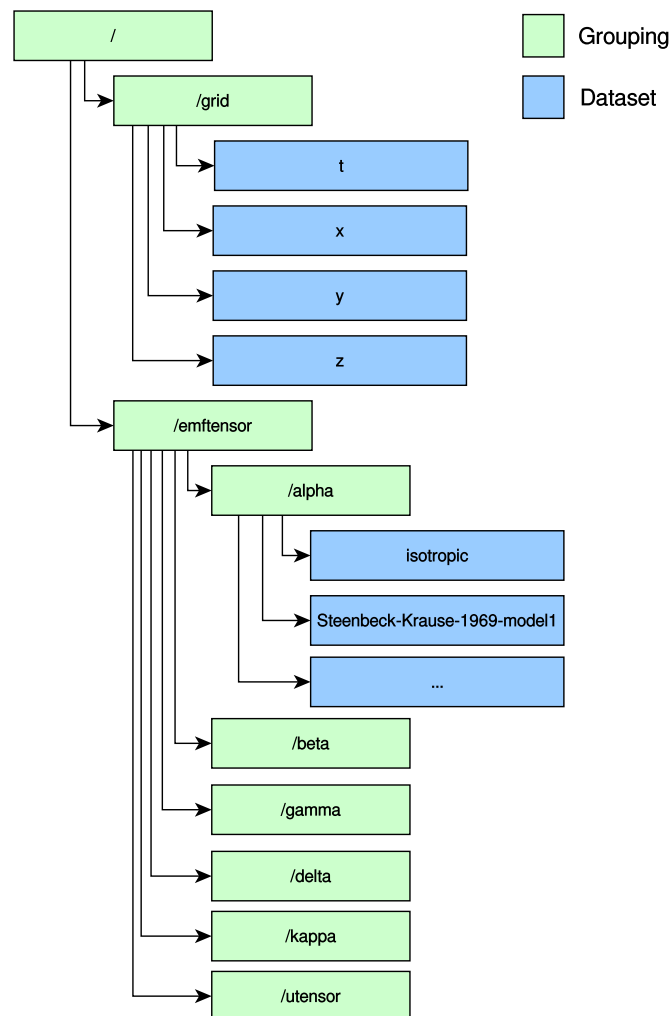 /
Grouping
/grid
Dataset
t
x
y
z
/emftensor
/alpha
isotropic
Steenbeck-Krause-1969-model1
...
/beta
/gamma
/delta
/kappa
/utensor